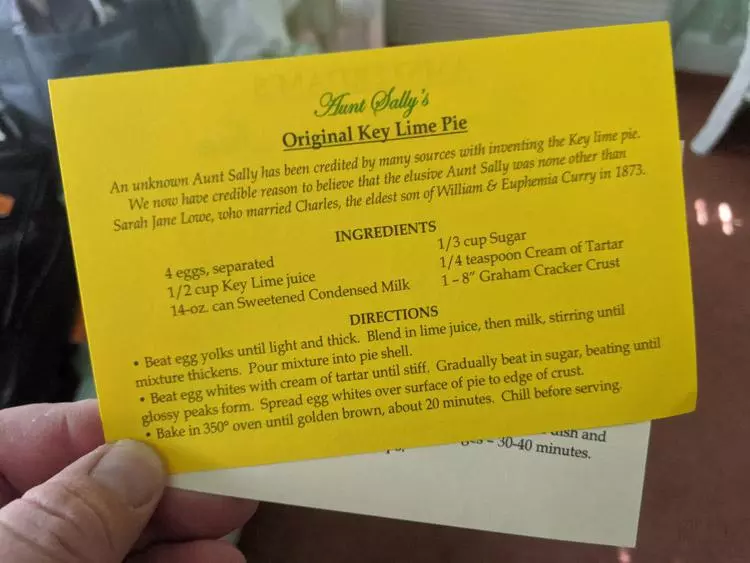 Aunt Sally's
Original Key Lime Pie
An unknown Aunt Sally has been credited by many sources with inventing the Key lime pie.
We now have credible reason to believe that the elusive Aunt Sally was none other than
Sarah Jane Lowe, who married Charles, the eldest son of William & Euphemia Curry in 1873.
INGREDIENTS
4 eggs, separated
1/2 cup Key Lime juice
14-oz. can Sweetened Condensed Milk
1/3 cup Sugar
1/4 teaspoon Cream of Tartar
1 – 8" Graham Cracker Crust
DIRECTIONS
• Beat egg yolks until light and thick. Blend in lime juice, then milk, stirring until
mixture thickens. Pour mixture into pie shell.
• Beat egg whites with cream of tartar until stiff. Gradually beat in sugar, beating until
glossy peaks form. Spread egg whites over surface of pie to edge of crust.
• Bake in 350° oven until golden brown, about 20 minutes. Chill before serving.
dish and
– 30-40 minutes.